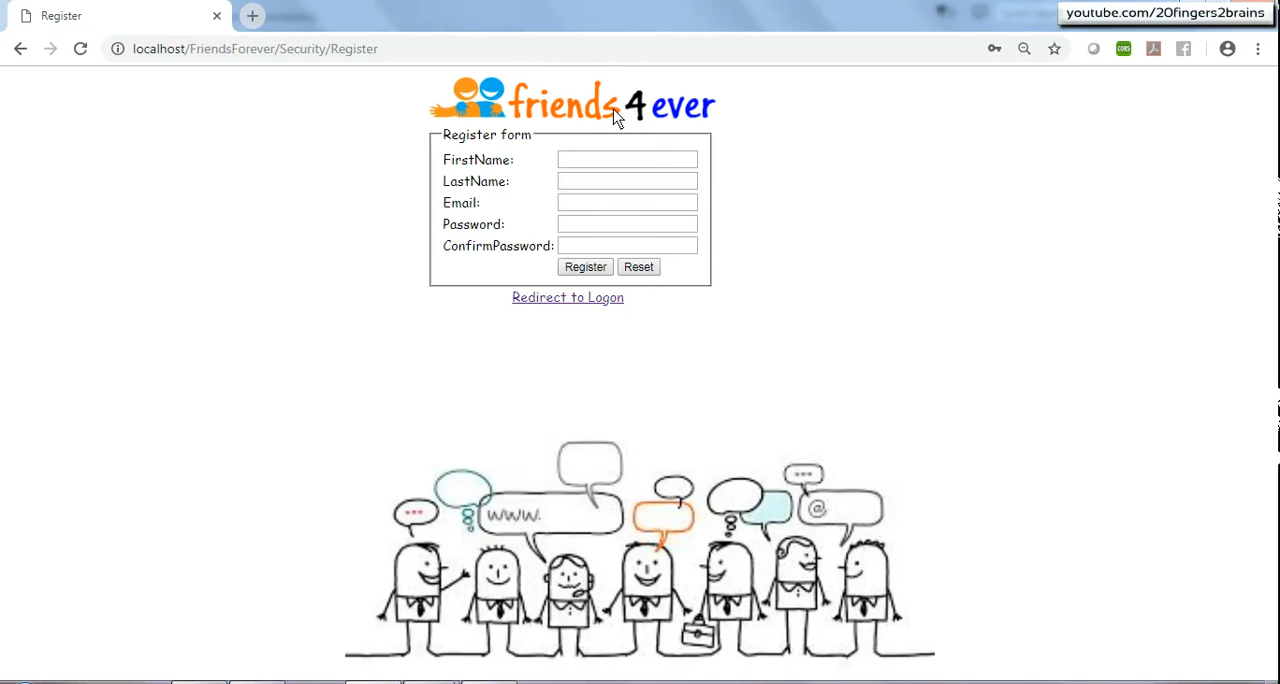 Register
youtube.com/20fingers2brains
localhost/FriendsForever/Security/Register
CORS
friends 4 ever
Register form
FirstName:
LastName:
Email:
Password:
ConfirmPassword:
Register Reset
Redirect to Logon
www.
@